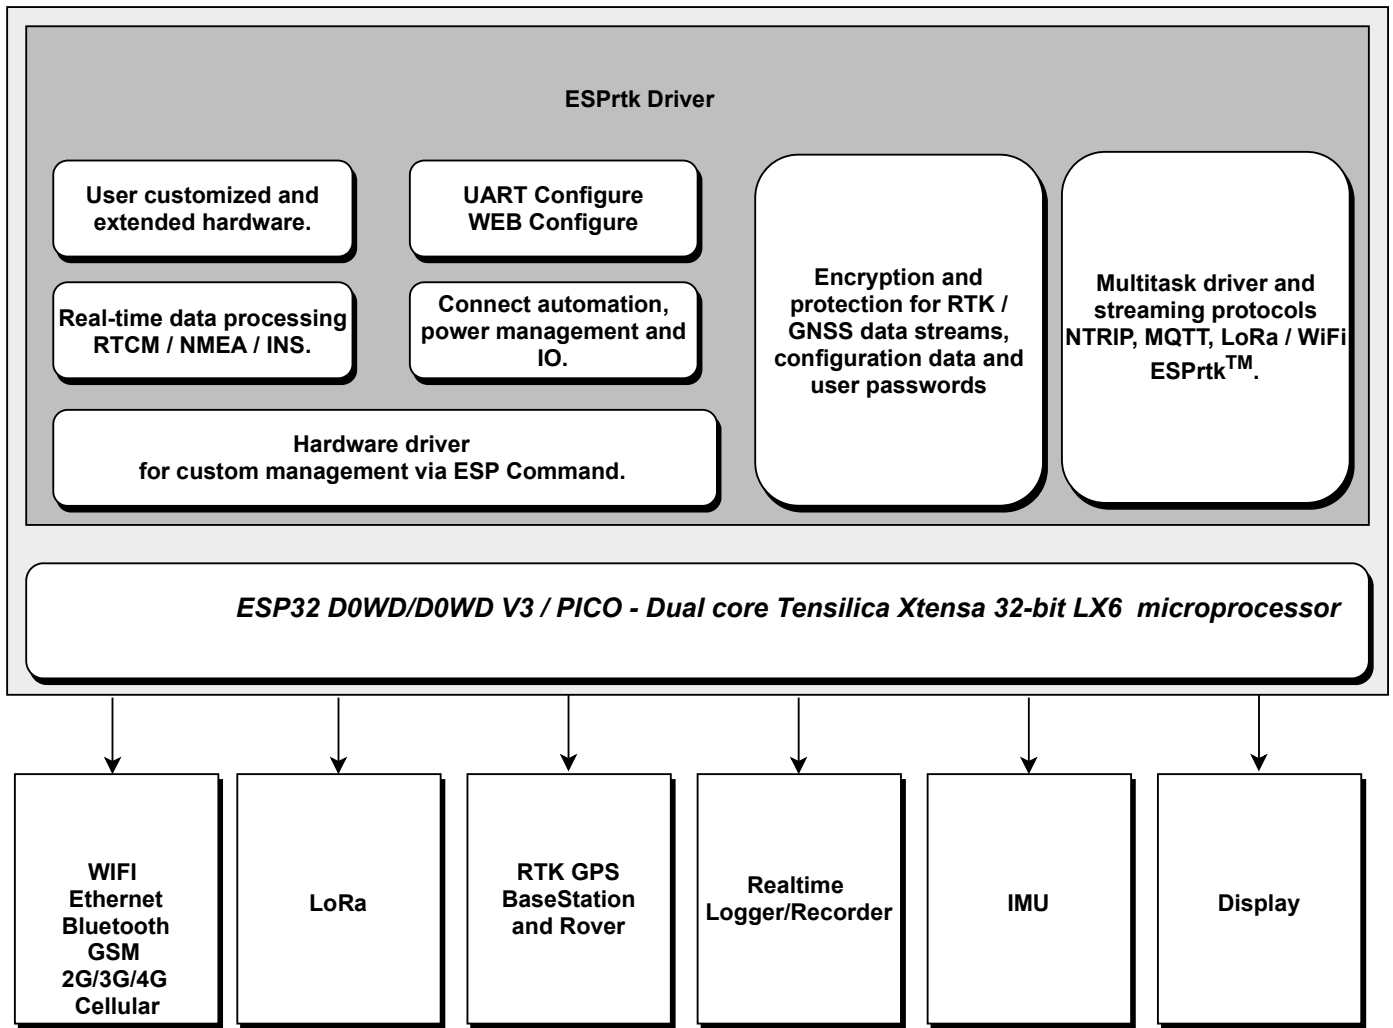 ESPrtk Driver
User customized and
extended hardware.
UART Configure
WEB Configure
Real-time data processing
RTCM / NMEA / INS.
Connect automation,
power management and
IO.
Hardware driver
for custom management via ESP Command.
Encryption and
protection for RTK /
GNSS data streams,
configuration data and
user passwords
Multitask driver and
streaming protocols
NTRIP, MQTT, LoRa / WiFi
ESPrtk™.
ESP32 D0WD/D0WD V3 / PICO - Dual core Tensilica Xtensa 32-bit LX6 microprocessor
WIFI
Ethernet
Bluetooth
GSM
2G/3G/4G
Cellular
LoRa
RTK GPS
BaseStation
and Rover
Realtime
Logger/Recorder
IMU
Display